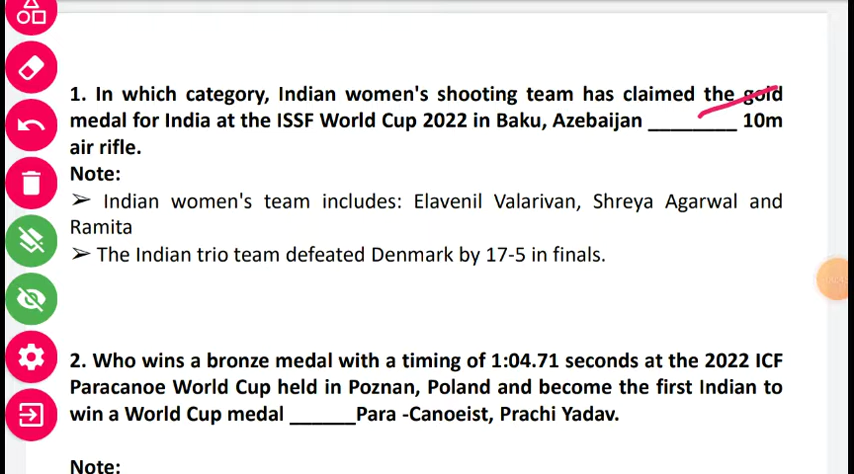 1. In which category, Indian women's shooting team has claimed the gold
medal for India at the ISSF World Cup 2022 in Baku, Azebaijan ________ 10m
air rifle.
Note:
➢ Indian women's team includes: Elavenil Valarivan, Shreya Agarwal and
Ramita
➢ The Indian trio team defeated Denmark by 17-5 in finals.
2. Who wins a bronze medal with a timing of 1:04.71 seconds at the 2022 ICF
Paracanoe World Cup held in Poznan, Poland and become the first Indian to
win a World Cup medal ______Para -Canoeist, Prachi Yadav.
Note: